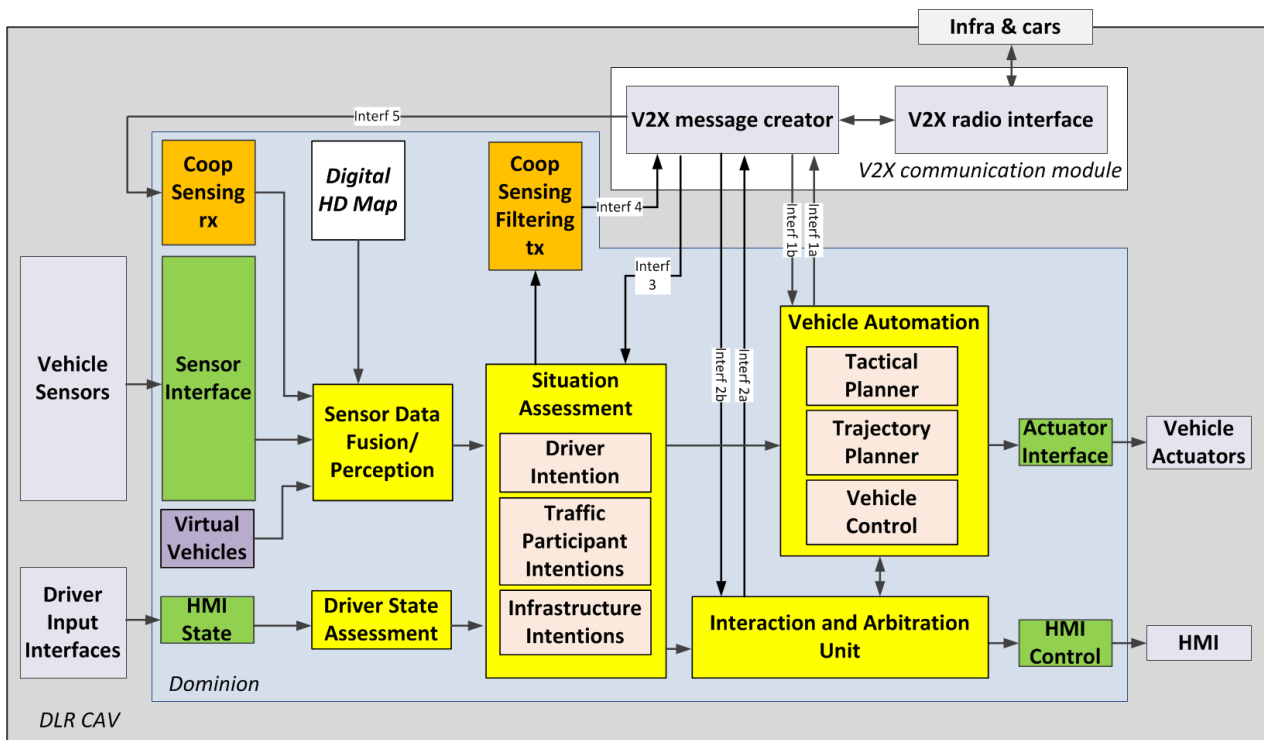 Infra & cars
V2X message creator
V2X radio interface
V2X communication module
Interf 5
Coop
Sensing
rx
Digital
HD Map
Coop
Sensing
Filtering
tx
Interf 4
Interf
3
Interf 2b
Interf 2a
Interf 1b
Interf 1a
Vehicle
Sensors
Sensor
Interface
Virtual
Vehicles
Sensor Data
Fusion/
Perception
Situation
Assessment
Driver
Intention
Traffic
Participant
Intentions
Infrastructure
Intentions
Vehicle Automation
Tactical
Planner
Trajectory
Planner
Vehicle
Control
Actuator
Interface
Vehicle
Actuators
Driver
Input
Interfaces
HMI
State
Driver State
Assessment
Interaction and Arbitration
Unit
HMI
Control
HMI
Dominion
DLR CAV